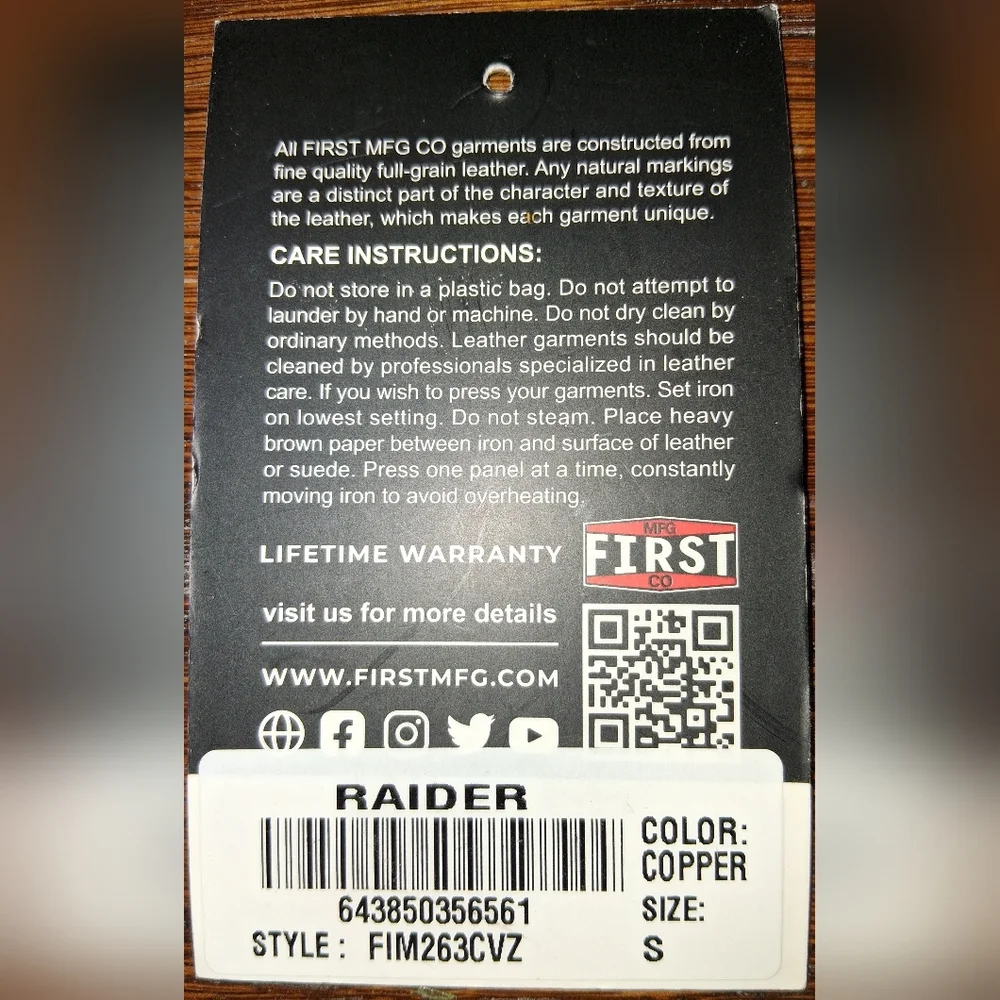 All FIRST MFG CO garments are constructed from
fine quality full-grain leather. Any natural markings
are a distinct part of the character and texture of
the leather, which makes each garment unique.
CARE INSTRUCTIONS:
Do not store in a plastic bag. Do not attempt to
launder by hand or machine. Do not dry clean by
ordinary methods. Leather garments should be
cleaned by professionals specialized in leather
care. If you wish to press your garments. Set iron
on lowest setting. Do not steam. Place heavy
brown paper between iron and surface of leather
or suede. Press one panel at a time, constantly
moving iron to avoid overheating.
LIFETIME WARRANTY
MFG
FIRST
CO
visit us for more details
WWW.FIRSTMFG.COM
RAIDER
643850356561
STYLE : FIM263CVZ
COLOR:
COPPER
SIZE:
S